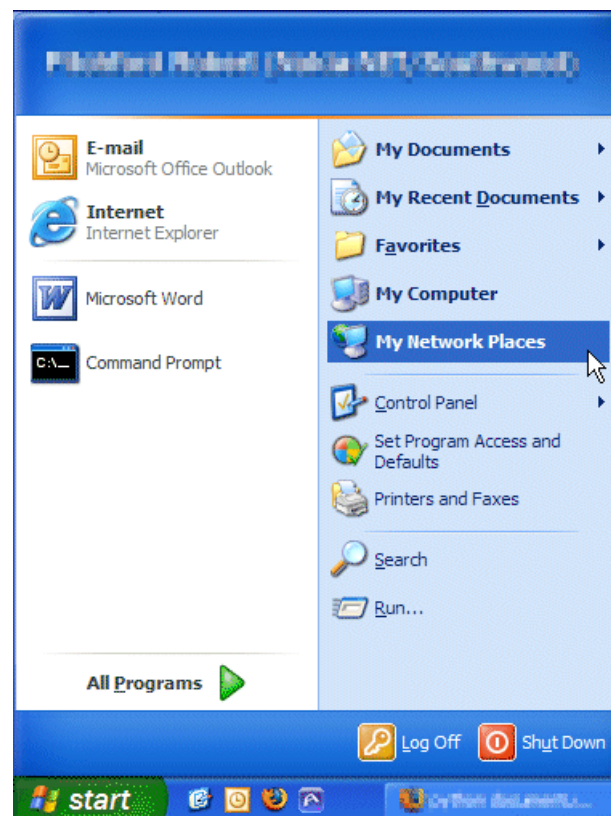 E-mail
Microsoft Office Outlook
Internet
Internet Explorer
Microsoft Word
C:\_
Command Prompt
All Programs
My Documents
My Recent Documents
Favorites
My Computer
My Network Places
Control Panel
Set Program Access and
Defaults
Printers and Faxes
Search
Run...
Log Off
Shut Down
start